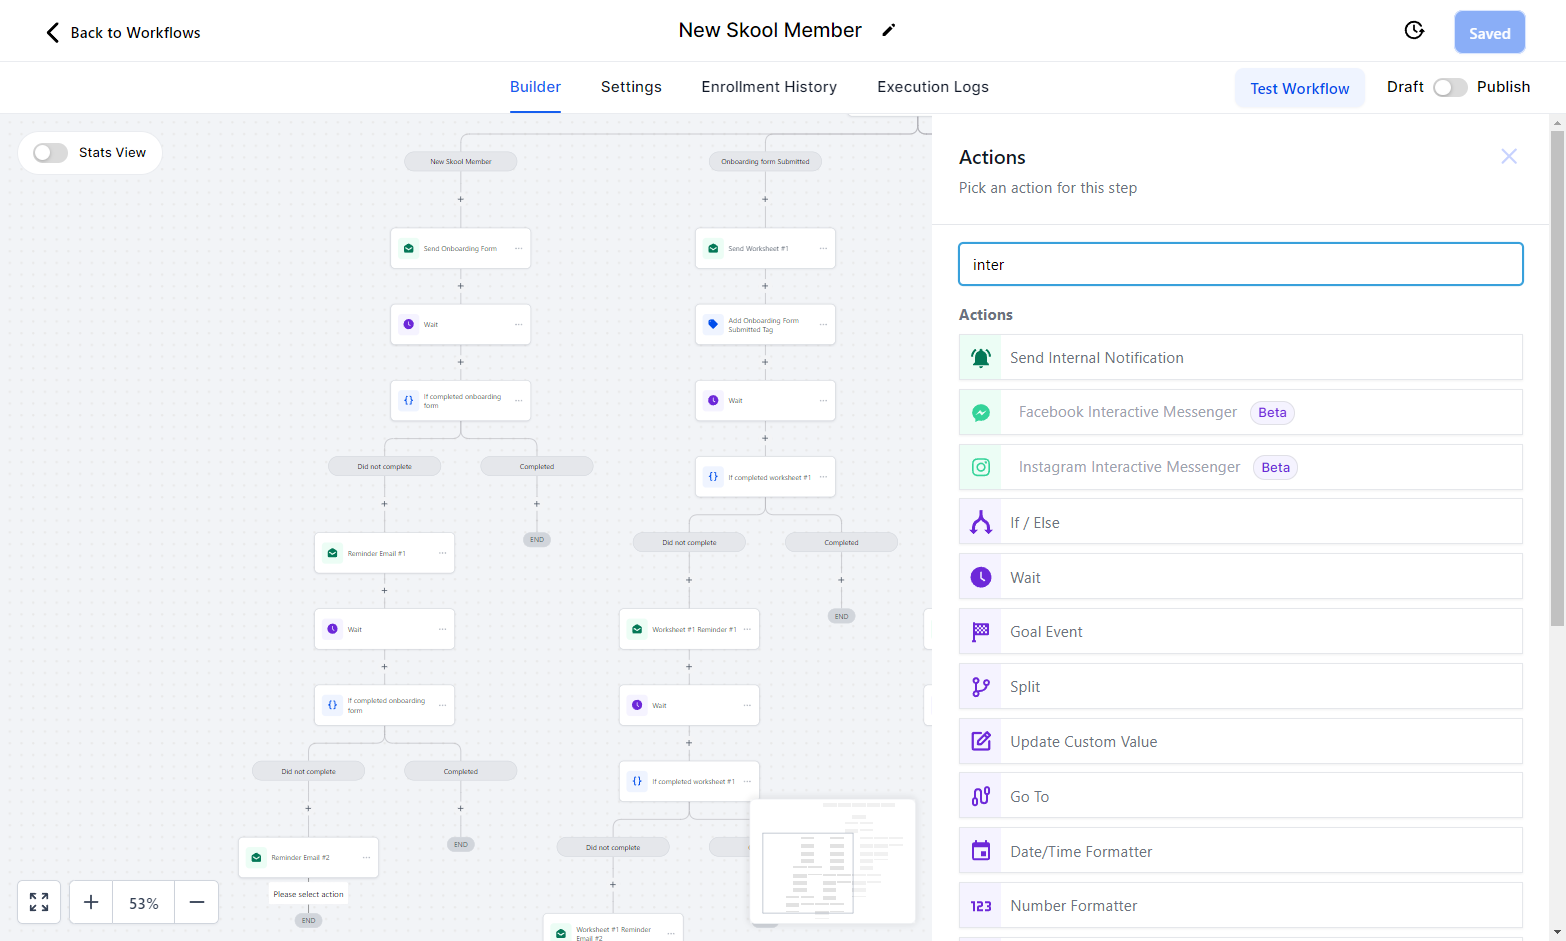 Back to Workflows
New Skool Member
Saved
Builder
Settings
Enrollment History
Execution Logs
Test Workflow
Draft
Publish
Stats View
New Skool Member
Onboarding form Submitted
Send Onboarding Form
Send Worksheet #1
Wait
Add Onboarding Form
Submitted Tag
If completed onboarding
form
Wait
Did not complete
Completed
If completed worksheet #1
END
Did not complete
Completed
Reminder Email #1
END
Wait
Worksheet #1 Reminder #1
If completed onboarding
form
Wait
Did not complete
Completed
If completed worksheet #1
END
Did not complete
Reminder Email #2
Please select action
END
Worksheet #1 Reminder
Email #2
53%
Actions
Pick an action for this step
inter
Actions
Send Internal Notification
Facebook Interactive Messenger Beta
Instagram Interactive Messenger Beta
If / Else
Wait
Goal Event
Split
Update Custom Value
Go To
Date/Time Formatter
123 Number Formatter